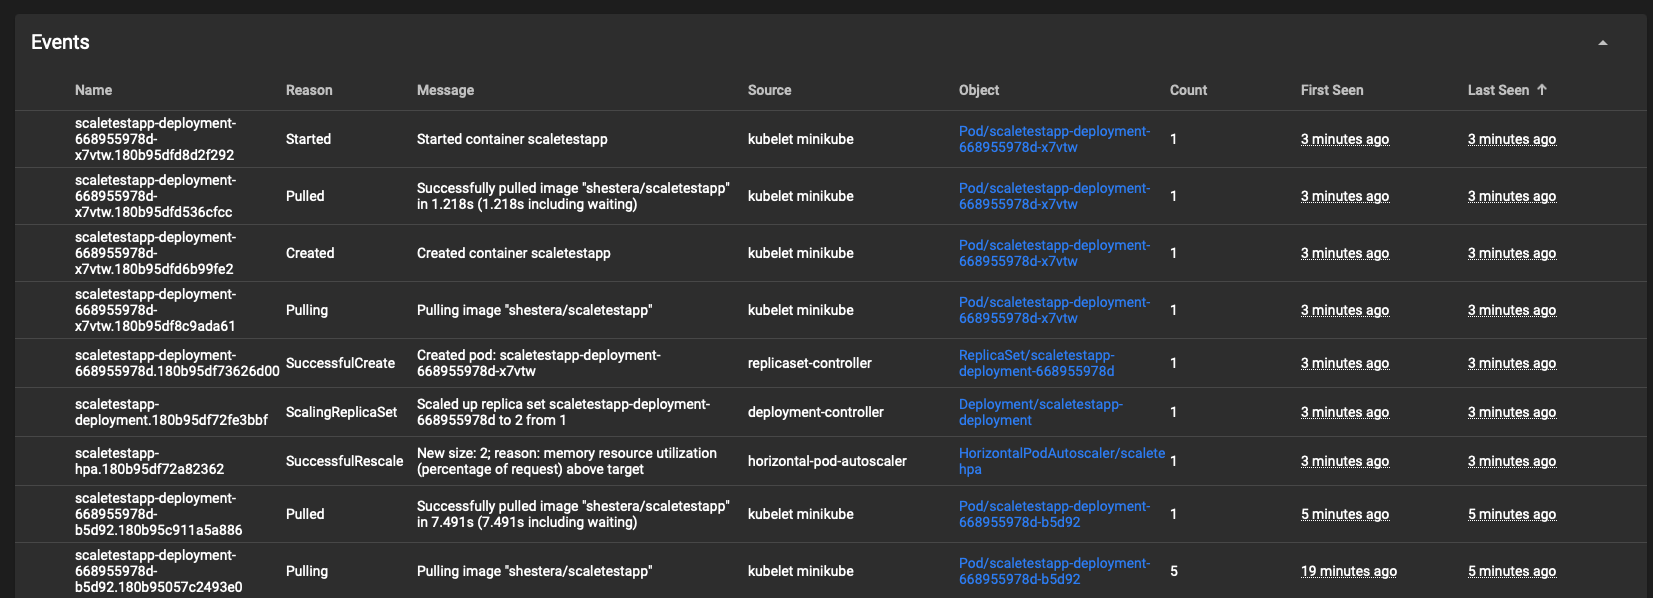 Events
Name Reason Message Source Object Count First Seen Last Seen ↑
scaletestapp-deployment-
668955978d-
x7vtw.180b95dfd8d2f292
Started
Started container scaletestapp
kubelet minikube
Pod/scaletestapp-deployment-
668955978d-x7vtw
1
3 minutes ago
3 minutes ago
scaletestapp-deployment-
668955978d-
x7vtw.180b95dfd536cfcc
Pulled
Successfully pulled image "shestera/scaletestapp"
in 1.218s (1.218s including waiting)
kubelet minikube
Pod/scaletestapp-deployment-
668955978d-x7vtw
1
3 minutes ago
3 minutes ago
scaletestapp-deployment-
668955978d-
x7vtw.180b95dfd6b99fe2
Created
Created container scaletestapp
kubelet minikube
Pod/scaletestapp-deployment-
668955978d-x7vtw
1
3 minutes ago
3 minutes ago
scaletestapp-deployment-
668955978d-
x7vtw.180b95df8c9ada61
Pulling
Pulling image "shestera/scaletestapp"
kubelet minikube
Pod/scaletestapp-deployment-
668955978d-x7vtw
1
3 minutes ago
3 minutes ago
scaletestapp-deployment-
668955978d.180b95df73626d00
SuccessfulCreate
Created pod: scaletestapp-deployment-
668955978d-x7vtw
replicaset-controller
ReplicaSet/scaletestapp-
deployment-668955978d
1
3 minutes ago
3 minutes ago
scaletestapp-
deployment.180b95df72fe3bbf
ScalingReplicaSet
Scaled up replica set scaletestapp-deployment-
668955978d to 2 from 1
deployment-controller
Deployment/scaletestapp-
deployment
1
3 minutes ago
3 minutes ago
scaletestapp-
hpa.180b95df72a82362
SuccessfulRescale
New size: 2; reason: memory resource utilization
(percentage of request) above target
horizontal-pod-autoscaler
HorizontalPodAutoscaler/scalete
hpa
1
3 minutes ago
3 minutes ago
scaletestapp-deployment-
668955978d-
b5d92.180b95c911a5a886
Pulled
Successfully pulled image "shestera/scaletestapp"
in 7.491s (7.491s including waiting)
kubelet minikube
Pod/scaletestapp-deployment-
668955978d-b5d92
1
5 minutes ago
5 minutes ago
scaletestapp-deployment-
668955978d-
b5d92.180b95057c2493e0
Pulling
Pulling image "shestera/scaletestapp"
kubelet minikube
Pod/scaletestapp-deployment-
668955978d-b5d92
5
19 minutes ago
5 minutes ago